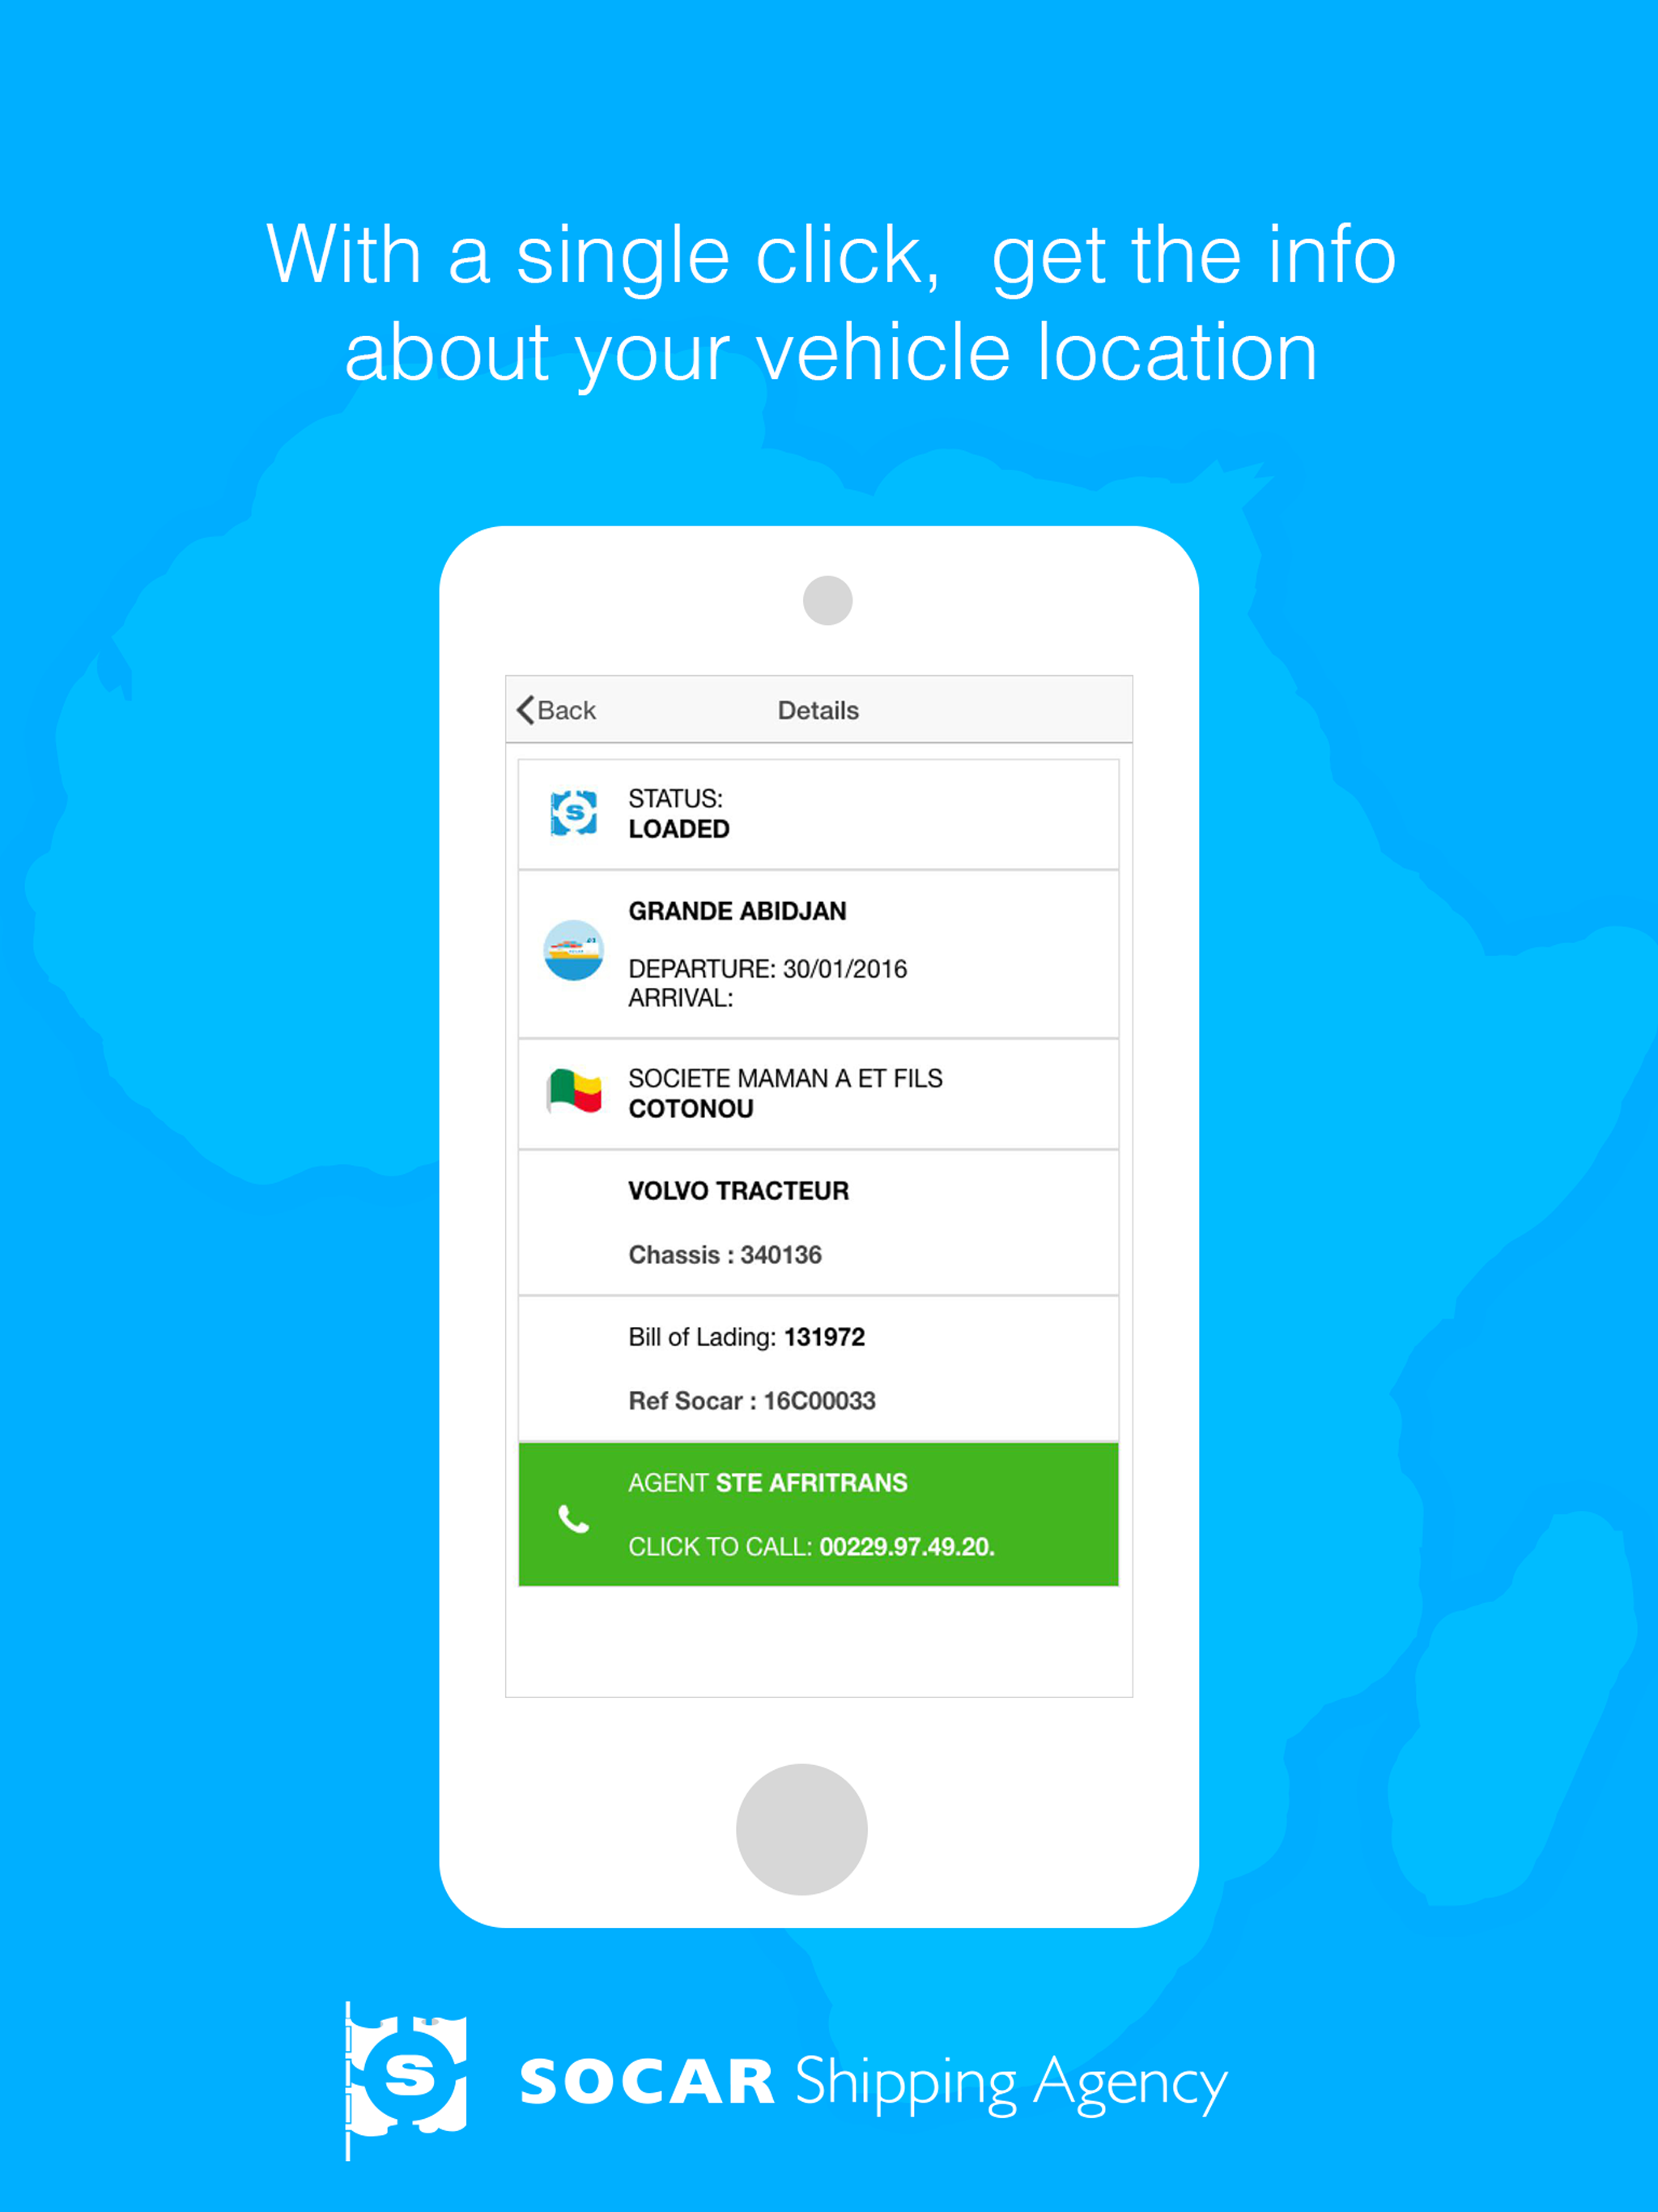 With a single click,  get the info
about your vehicle location
Back
Details
STATUS:
LOADED
GRANDE ABIDJAN
DEPARTURE: 30/01/2016
ARRIVAL:
SOCIETE MAMAN A ET FILS
COTONOU
VOLVO TRACTEUR
Chassis : 340136
Bill of Lading: 131972
Ref Socar : 16C00033
AGENT STE AFRITRANS
CLICK TO CALL: 00229.97.49.20.
S SOCAR Shipping Agency